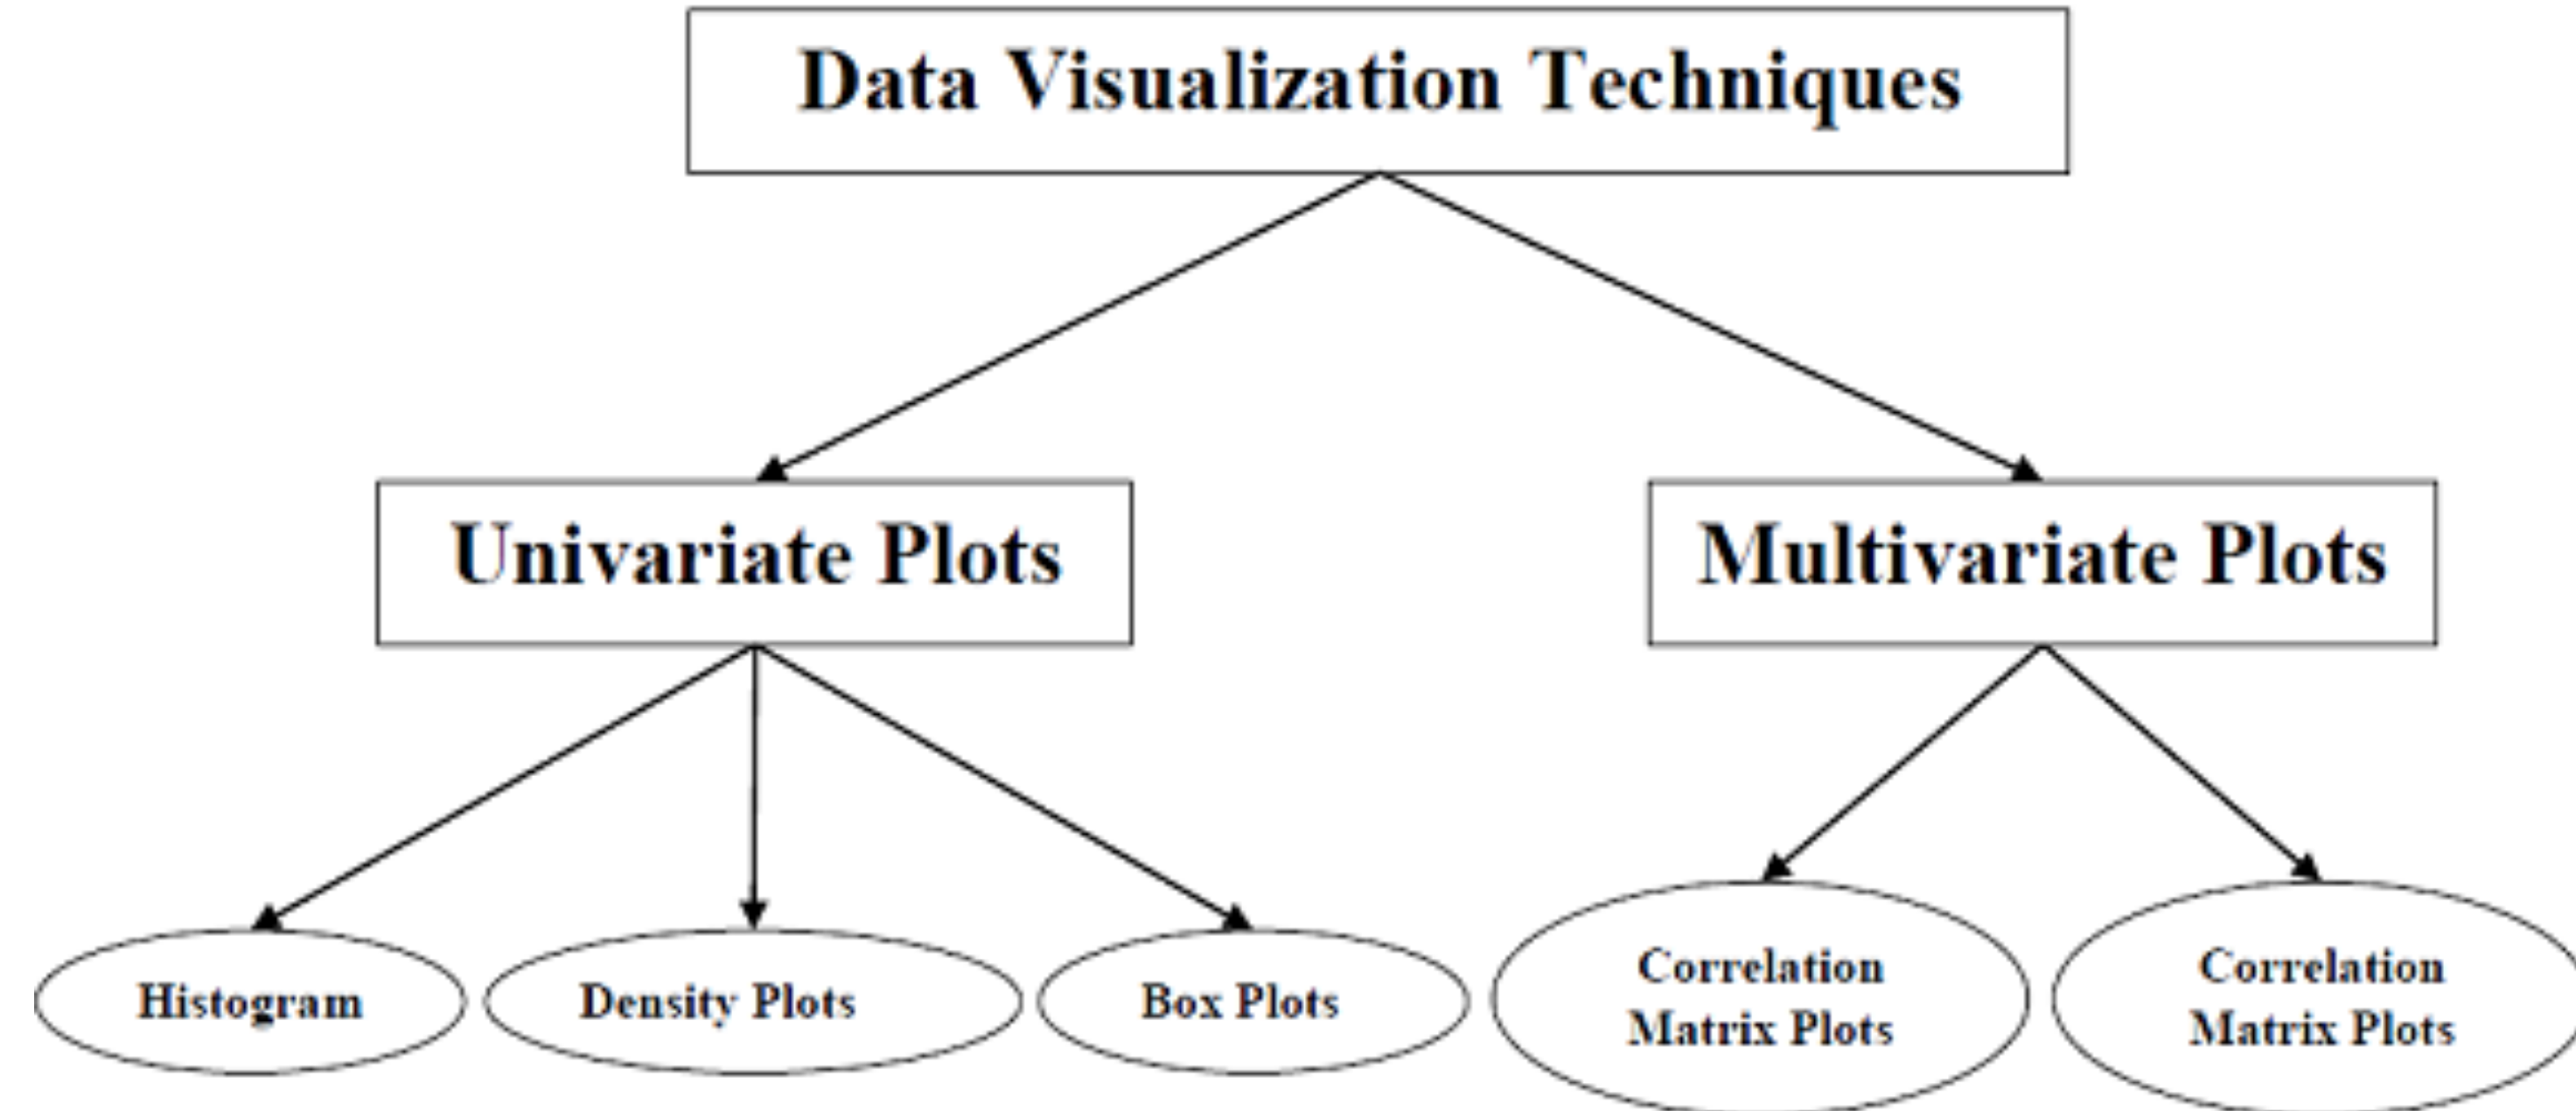 Data Visualization Techniques
Univariate Plots
Multivariate Plots
Histogram
Density Plots
Box Plots
Correlation
Matrix Plots
Correlation
Matrix Plots